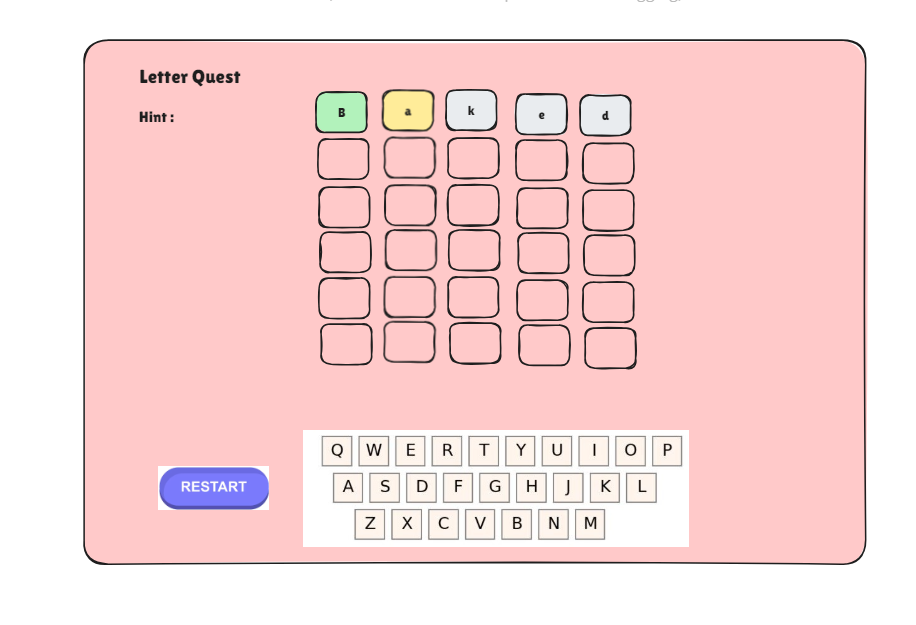 Letter Quest
Hint :
B a k e d
Q W E R T Y U I O P
A S D F G H J K L
RESTART
Z X C V B N M